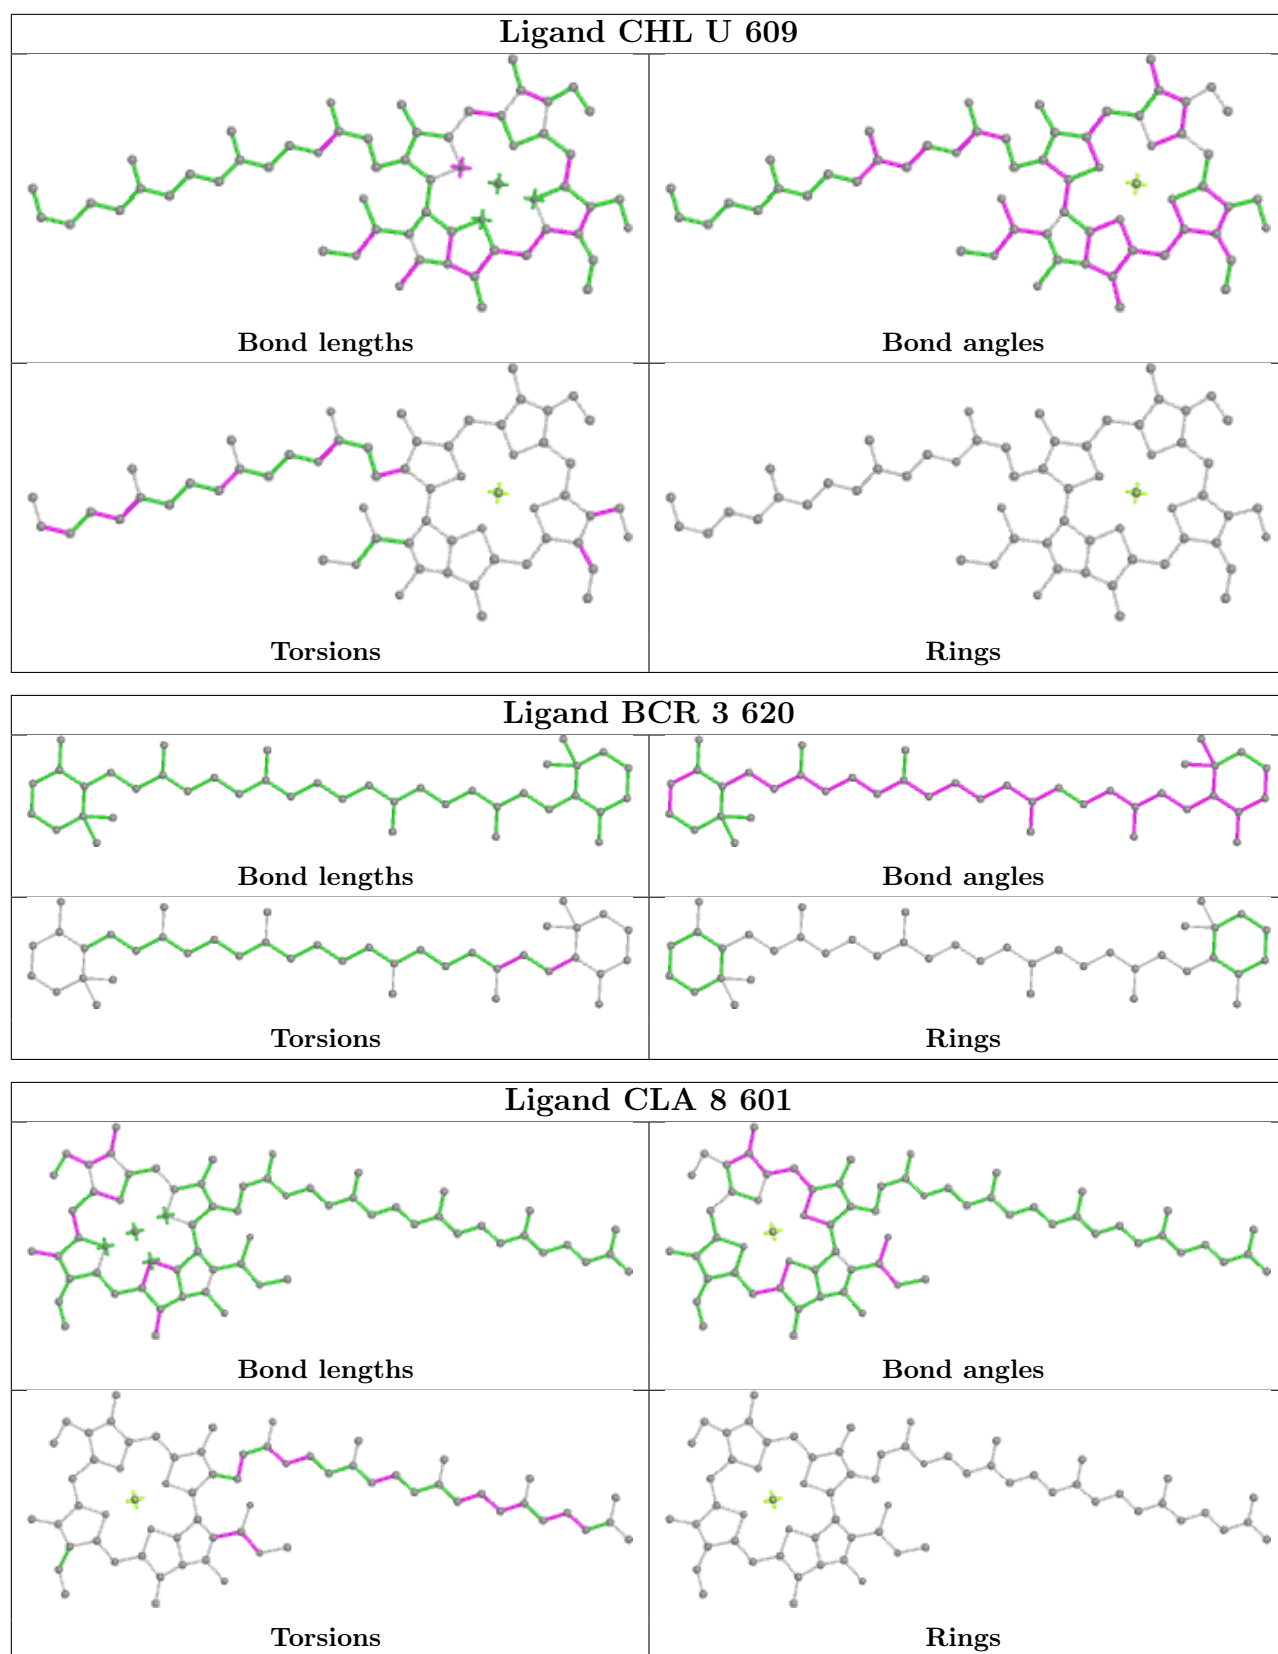 Ligand CHL U 609
Bond lengths
Bond angles
Torsions
Rings
Ligand BCR 3 620
Bond lengths
Bond angles
Torsions
Rings
Ligand CLA 8 601
Bond lengths
Bond angles
Torsions
Rings